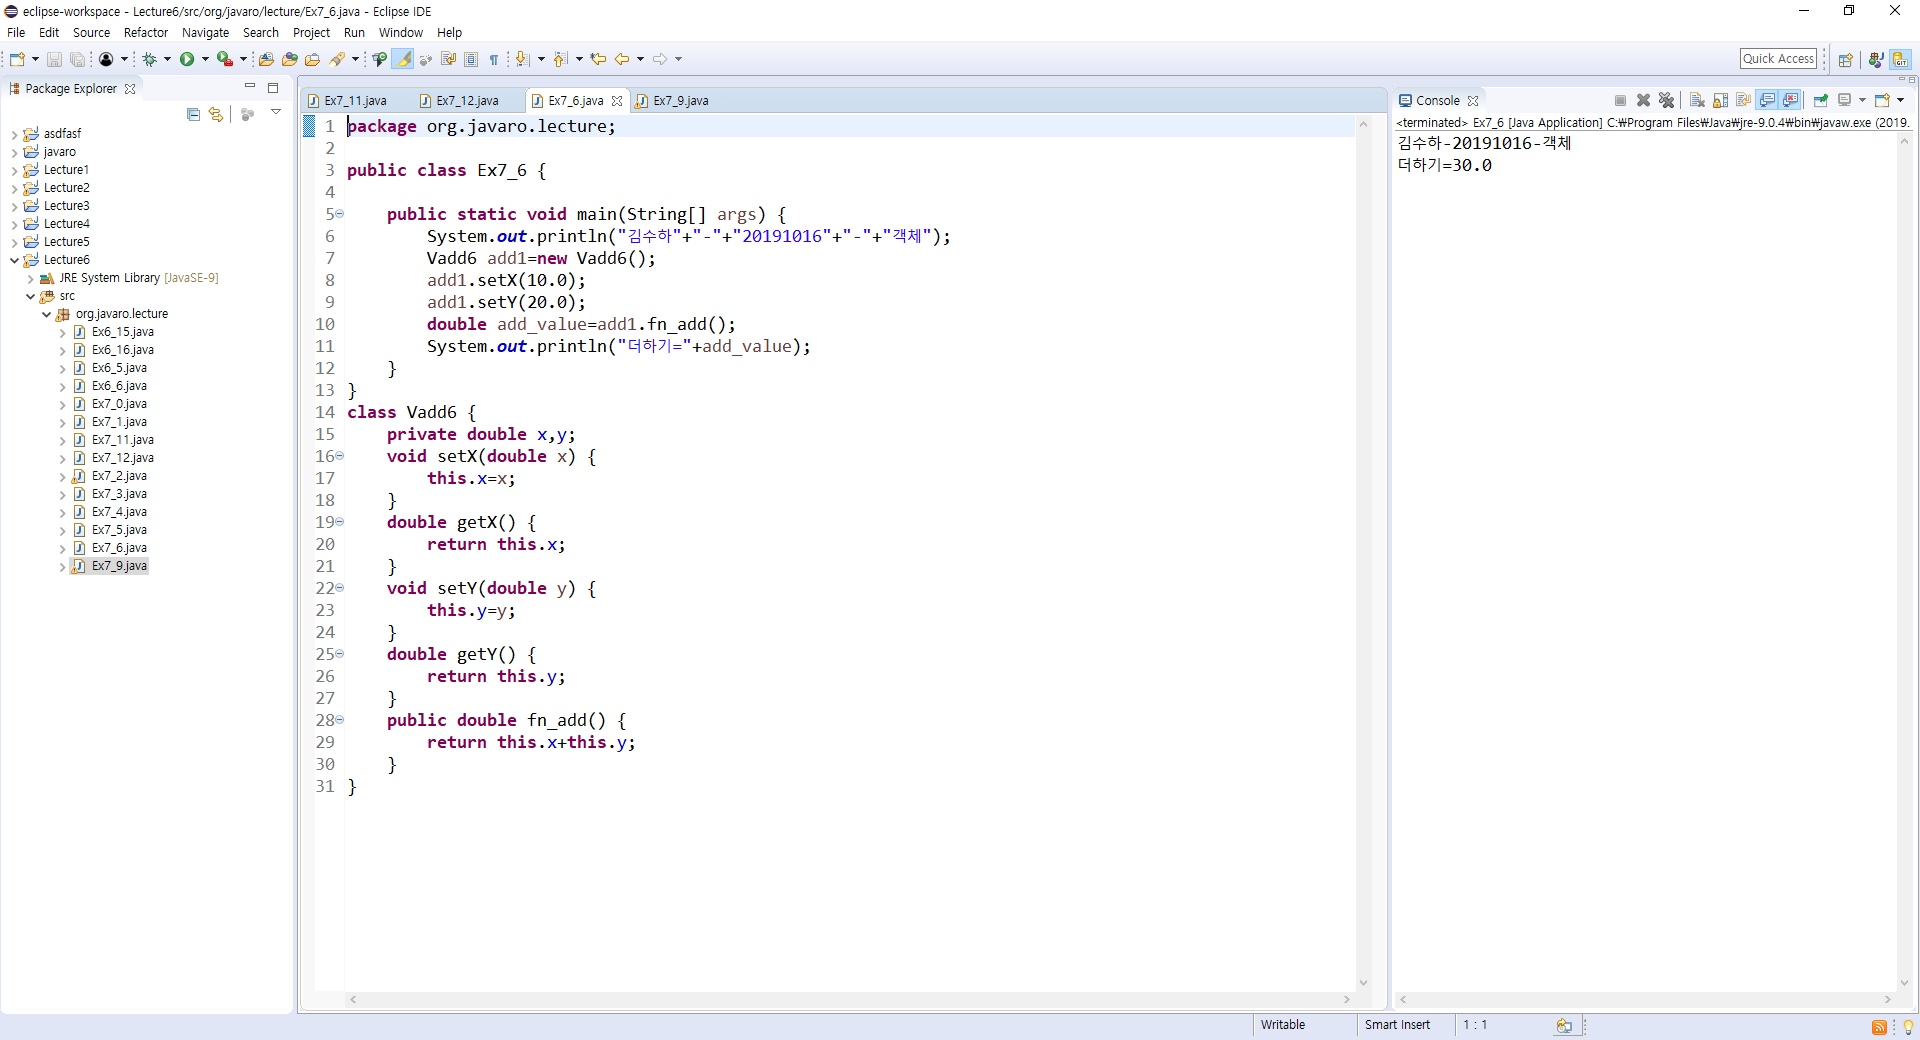 eclipse-workspace - Lecture6/src/org/javaro/lecture/Ex7_6.java - Eclipse IDE
File Edit Source Refactor Navigate Search Project Run Window Help
Quick Access
Package Explorer
asdfasf
javaro
Lecture1
Lecture2
Lecture3
Lecture4
Lecture5
Lecture6
JRE System Library [JavaSE-9]
src
org.javaro.lecture
Ex6_15.java
Ex6_16.java
Ex6_5.java
Ex6_6.java
Ex7_0.java
Ex7_1.java
Ex7_11.java
Ex7_12.java
Ex7_2.java
Ex7_3.java
Ex7_4.java
Ex7_5.java
Ex7_6.java
Ex7_9.java
Ex7_11.java Ex7_12.java Ex7_6.java Ex7_9.java
1 package org.javaro.lecture;
2
3 public class Ex7_6 {
4
5     public static void main(String[] args) {
6         System.out.println("김수하"+"-"+"20191016"+"-"+"객체");
7         Vadd6 add1=new Vadd6();
8         add1.setX(10.0);
9         add1.setY(20.0);
10         double add_value=add1.fn_add();
11         System.out.println("더하기="+add_value);
12     }
13 }
14 class Vadd6 {
15     private double x,y;
16     void setX(double x) {
17         this.x=x;
18     }
19     double getX() {
20         return this.x;
21     }
22     void setY(double y) {
23         this.y=y;
24     }
25     double getY() {
26         return this.y;
27     }
28     public double fn_add() {
29         return this.x+this.y;
30     }
31 }
Console
<terminated> Ex7_6 [Java Application] C:₩Program Files₩Java₩jre-9.0.4₩bin₩javaw.exe (2019.
김수하-20191016-객체
더하기=30.0
Writable Smart Insert 1 : 1